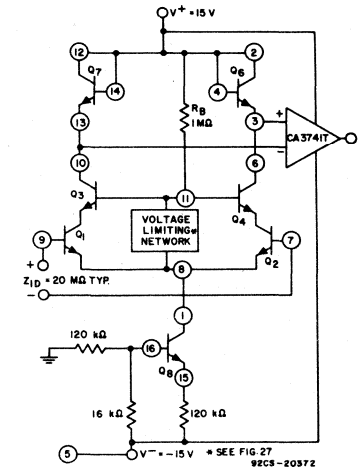 V⁺ = 15 V
12
2
Q7
14
4
Q6
RB
1 MΩ
13
3
+
CA3741T
−
10
6
Q3
11
Q4
VOLTAGE
LIMITING*
NETWORK
9
Q1
7
Q2
+
8
ZID = 20 MΩ TYP.
−
1
120 kΩ
16
Q8
15
16 kΩ
120 kΩ
5
V⁻ = −15 V
* SEE FIG. 27
92CS-20372